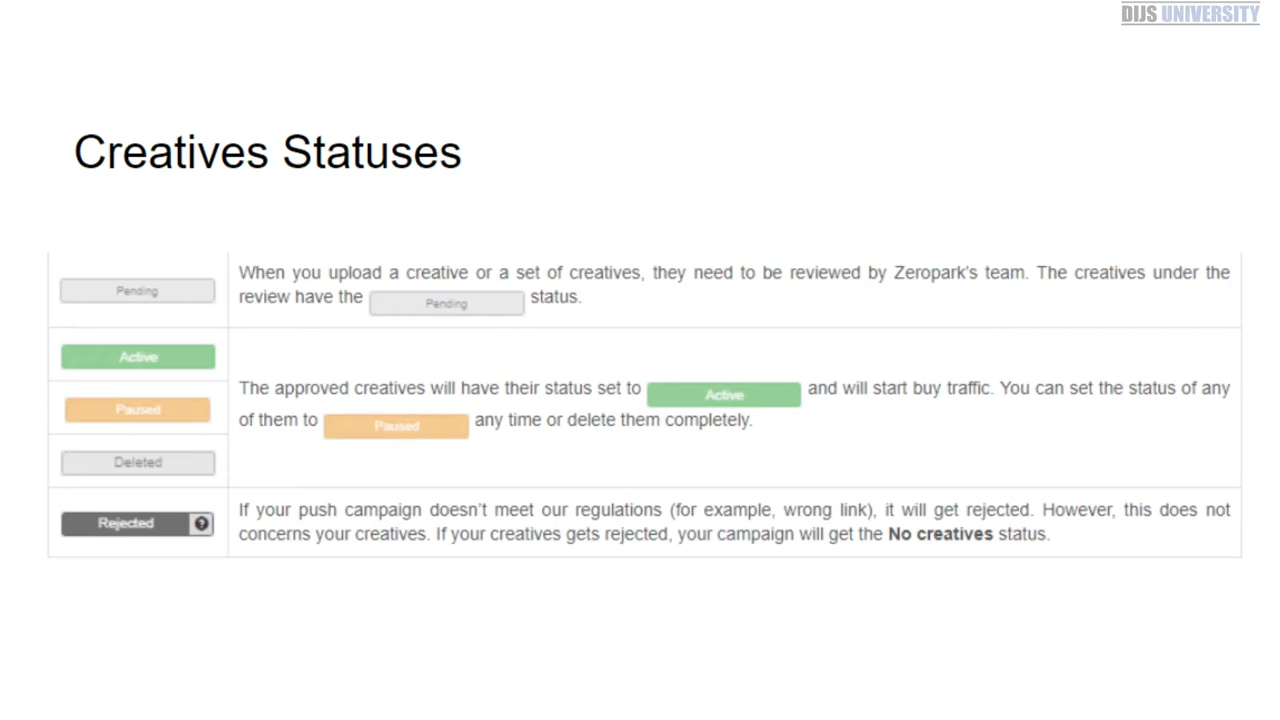 DIJS UNIVERSITY
Creatives Statuses
Pending
When you upload a creative or a set of creatives, they need to be reviewed by Zeropark's team. The creatives under the
review have the Pending status.
Active
Paused
Deleted
The approved creatives will have their status set to Active and will start buy traffic. You can set the status of any
of them to Paused any time or delete them completely.
Rejected ?
If your push campaign doesn't meet our regulations (for example, wrong link), it will get rejected. However, this does not
concerns your creatives. If your creatives gets rejected, your campaign will get the No creatives status.